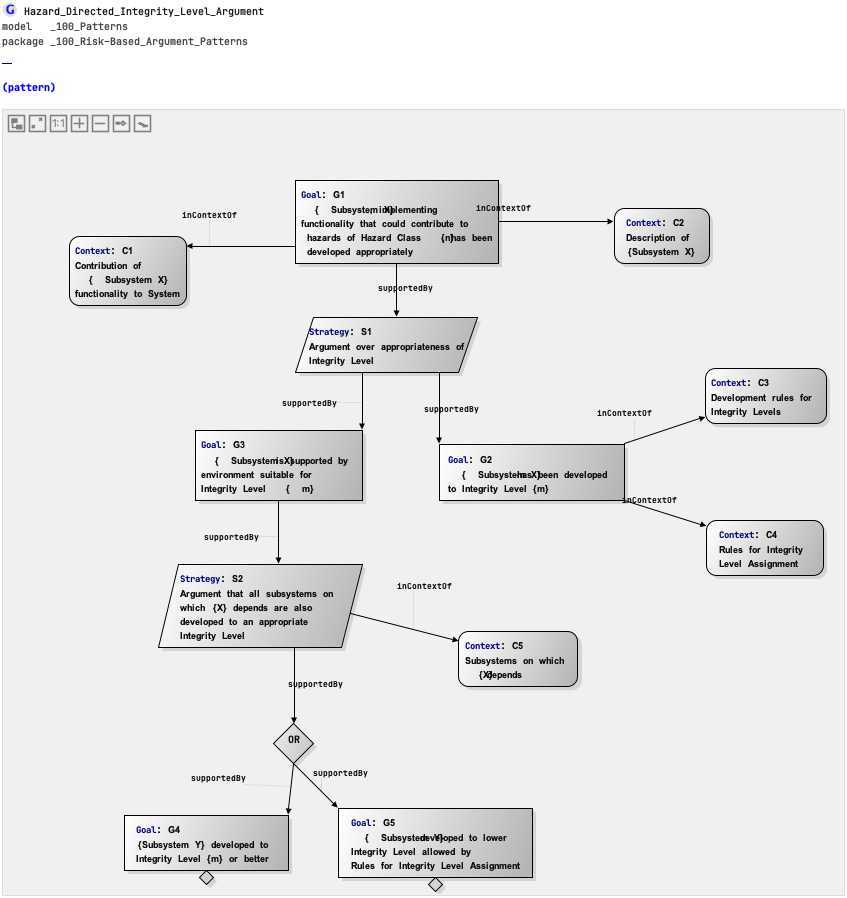 G Hazard_Directed_Integrity_Level_Argument
model _100_Patterns
package _100_Risk-Based_Argument_Patterns
(pattern)
1:1
Goal: G1
{ Subsystem X} implementing
functionality that could contribute to
hazards of Hazard Class {n} has been
developed appropriately
inContextOf
inContextOf
Context: C1
Contribution of
{ Subsystem X}
functionality to System
Context: C2
Description of
{Subsystem X}
supportedBy
Strategy: S1
Argument over appropriateness of
Integrity Level
supportedBy
supportedBy
Goal: G3
{ Subsystem X} is supported by
environment suitable for
Integrity Level { m}
Goal: G2
{ Subsystem X} has been developed
to Integrity Level {m}
inContextOf
Context: C3
Development rules for
Integrity Levels
inContextOf
Context: C4
Rules for Integrity
Level Assignment
supportedBy
Strategy: S2
Argument that all subsystems on
which {X} depends are also
developed to an appropriate
Integrity Level
inContextOf
Context: C5
Subsystems on which
{X} depends
supportedBy
OR
supportedBy
supportedBy
Goal: G4
{Subsystem Y} developed to
Integrity Level {m} or better
Goal: G5
{ Subsystem Y} developed to lower
Integrity Level allowed by
Rules for Integrity Level Assignment